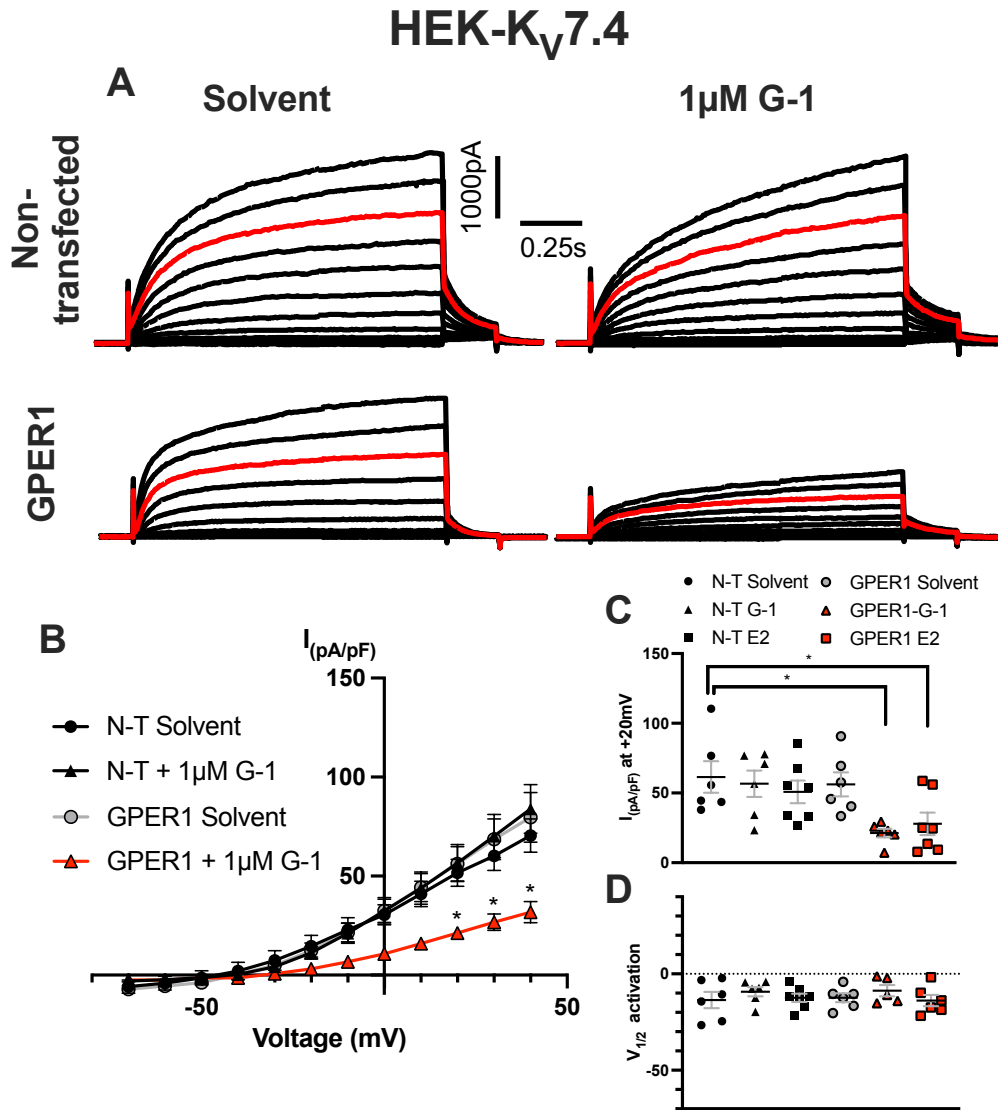 HEK-KV7.4
A
Solvent
1µM G-1
Non-
transfected
1000pA
0.25s
GPER1
N-T Solvent
GPER1 Solvent
N-T G-1
GPER1-G-1
N-T E2
GPER1 E2
B
I(pA/pF)
150
100
50
-50
50
Voltage (mV)
N-T Solvent
N-T + 1µM G-1
GPER1 Solvent
GPER1 + 1µM G-1
*
*
*
C
I(pA/pF) at +20mV
150
100
50
0
*
*
D
V1/2 activation
0
-50